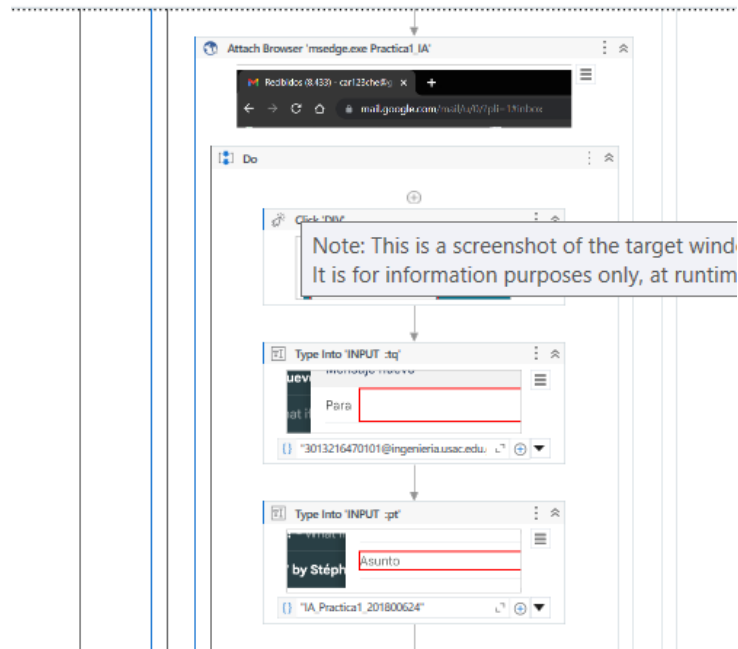 Attach Browser 'msedge.exe Practica1_IA'
Recibidos (8.433) - car123che@g
mail.google.com/mail/u/0/?pli=1#inbox
Do
Click 'DIV'
Note: This is a screenshot of the target wind
It is for information purposes only, at runtim
Type Into 'INPUT :tq'
Mensaje nuevo
Para
"3013216470101@ingenieria.usac.edu.
Type Into 'INPUT :pt'
Asunto
' by Stéph
"IA_Practica1_201800624"